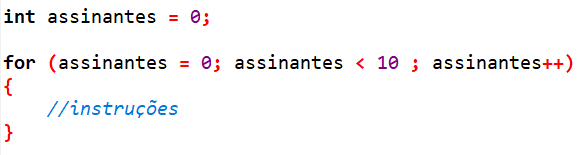 int assinantes = 0;
for (assinantes = 0; assinantes < 10 ; assinantes++)
{
//instruções
}